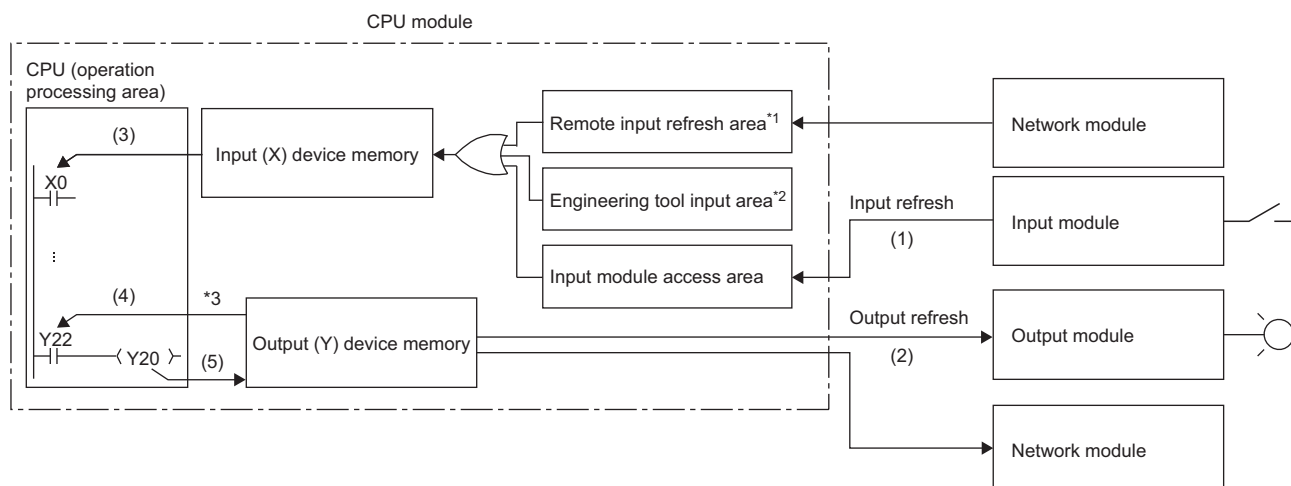 CPU module
CPU (operation
processing area)
(3)
X0
...
(4)
*3
Y22
Y20
(5)
Input (X) device memory
Output (Y) device memory
Remote input refresh area*1
Engineering tool input area*2
Input module access area
Input refresh
(1)
Output refresh
(2)
Network module
Input module
Output module
Network module